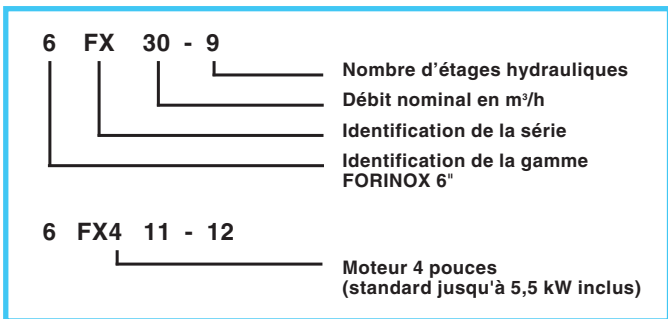 6 FX 30 - 9
Nombre d’étages hydrauliques
Débit nominal en m³/h
Identification de la série
Identification de la gamme
FORINOX 6"
6 FX4 11 - 12
Moteur 4 pouces
(standard jusqu'à 5,5 kW inclus)